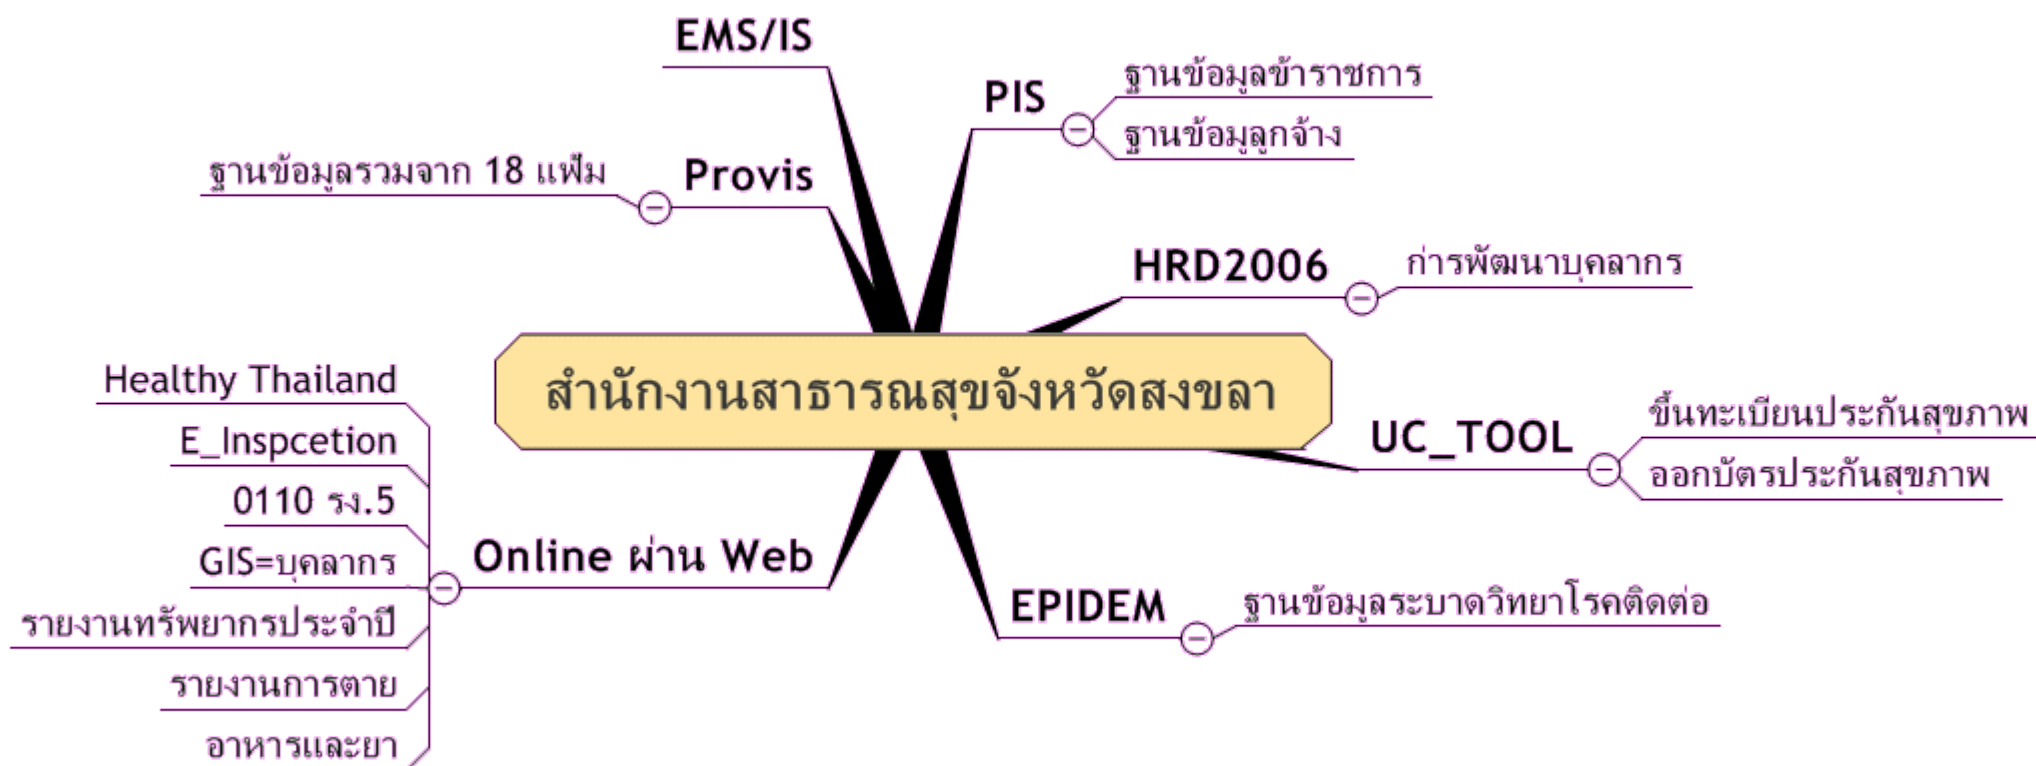 EMS/IS
PIS
ฐานข้อมูลข้าราชการ
ฐานข้อมูลูกจ้าง
ฐานข้อมูลรวมจาก 18 แฟ้ม
Provis
HRD2006
ก่ารพัฒนาบุคลากร
สำนักงานสาธารณสุขจังหวัดสงขลา
Healthy Thailand
E_Inspcetion
0110 รง.5
GIS=บุคลากร
รายงานทรัพยากรประจำปี
รายงานการตาย
อาหารและยา
Online ผ่าน Web
UC_TOOL
ขึ้นทะเบียนประกันสุขภาพ
ออกบัตรประกันสุขภาพ
EPIDEM
ฐานข้อมูลระบาดวิทยาโรคติดต่อ